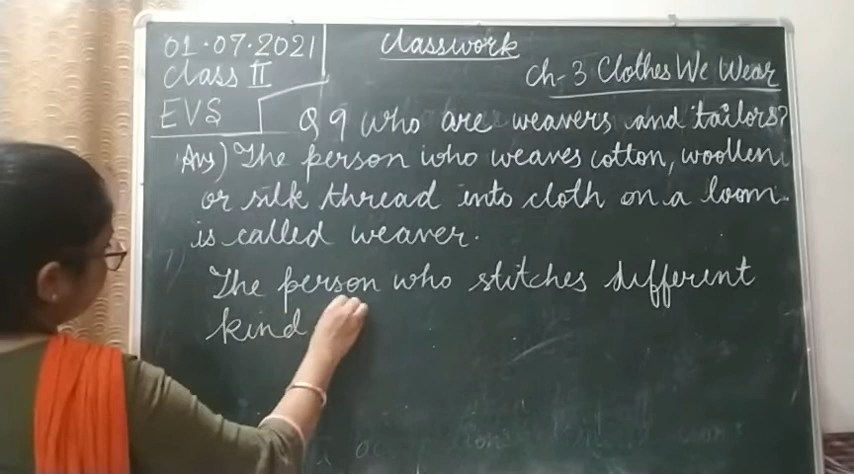 01.07.2021
Classwork
Class II
Ch-3 Clothes We Wear
EVS
Q 9 who are weavers and tailors?
Ans) The person who weaves cotton, woollen
or silk thread into cloth on a loom
is called weaver.
The person who stitches different
kind